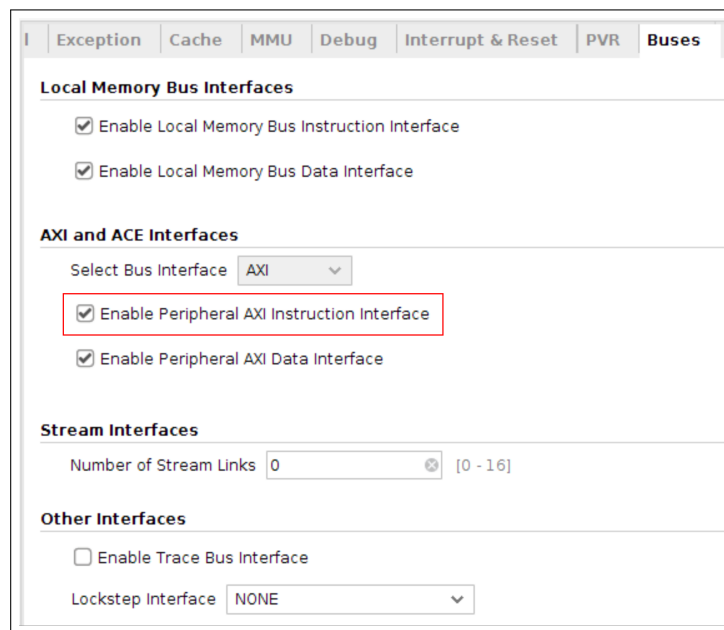 Exception Cache MMU Debug Interrupt & Reset PVR Buses
Local Memory Bus Interfaces
Enable Local Memory Bus Instruction Interface
Enable Local Memory Bus Data Interface
AXI and ACE Interfaces
Select Bus Interface AXI
Enable Peripheral AXI Instruction Interface
Enable Peripheral AXI Data Interface
Stream Interfaces
Number of Stream Links 0 [0 - 16]
Other Interfaces
Enable Trace Bus Interface
Lockstep Interface NONE